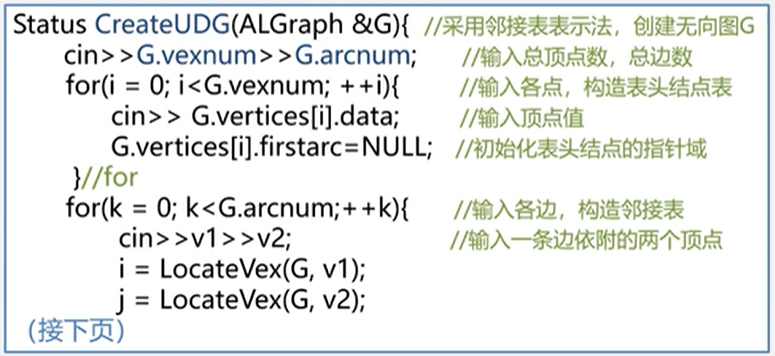 Status CreateUDG(ALGraph &G){ //采用邻接表表示法，创建无向图G
cin>>G.vexnum>>G.arcnum; //输入总顶点数，总边数
for(i = 0; i<G.vexnum; ++i){ //输入各点，构造表头结点表
cin>> G.vertices[i].data; //输入顶点值
G.vertices[i].firstarc=NULL; //初始化表头结点的指针域
}//for
for(k = 0; k<G.arcnum;++k){ //输入各边，构造邻接表
cin>>v1>>v2; //输入一条边依附的两个顶点
i = LocateVex(G, v1);
j = LocateVex(G, v2);
(接下页)